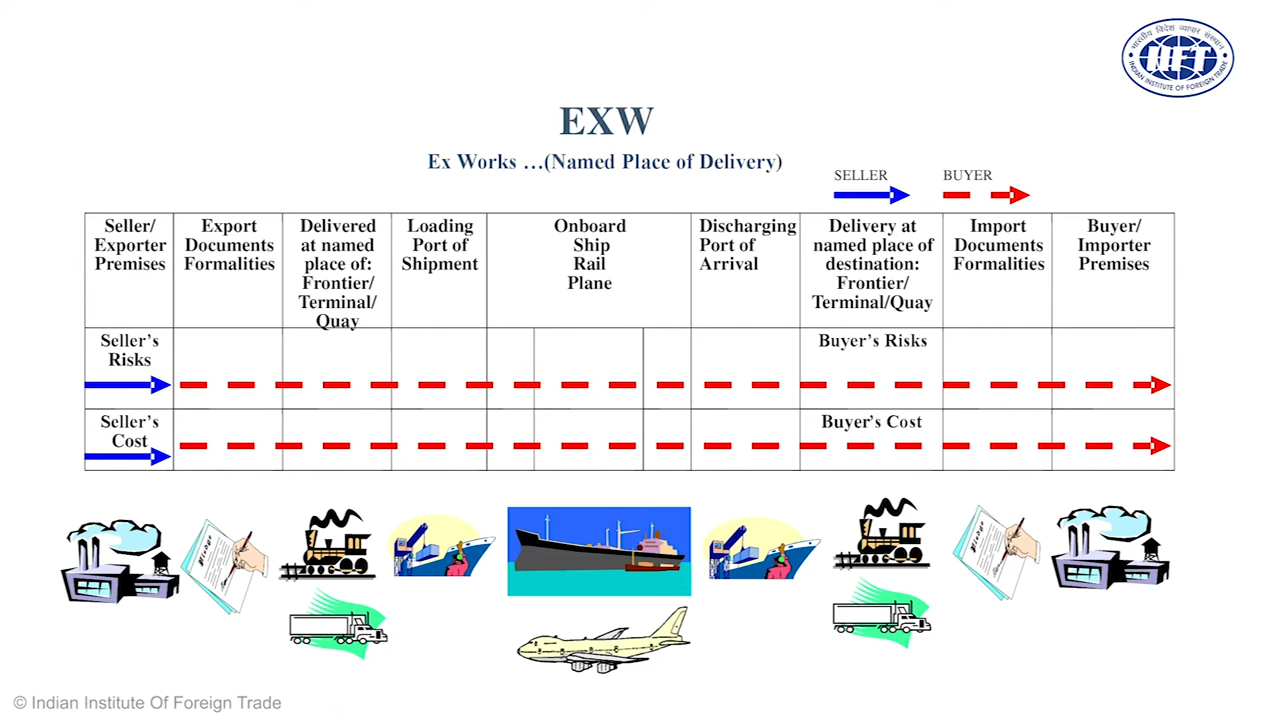 भारतीय विदेश व्यापार संस्थान
IIFT
INDIAN INSTITUTE OF FOREIGN TRADE
EXW
Ex Works …(Named Place of Delivery)
SELLER
BUYER
Seller/
Exporter
Premises
Export
Documents
Formalities
Delivered
at named
place of:
Frontier/
Terminal/
Quay
Loading
Port of
Shipment
Onboard
Ship
Rail
Plane
Discharging
Port of
Arrival
Delivery at
named place of
destination:
Frontier/
Terminal/Quay
Import
Documents
Formalities
Buyer/
Importer
Premises
Seller's
Risks
Buyer's Risks
Seller's
Cost
Buyer's Cost
© Indian Institute Of Foreign Trade